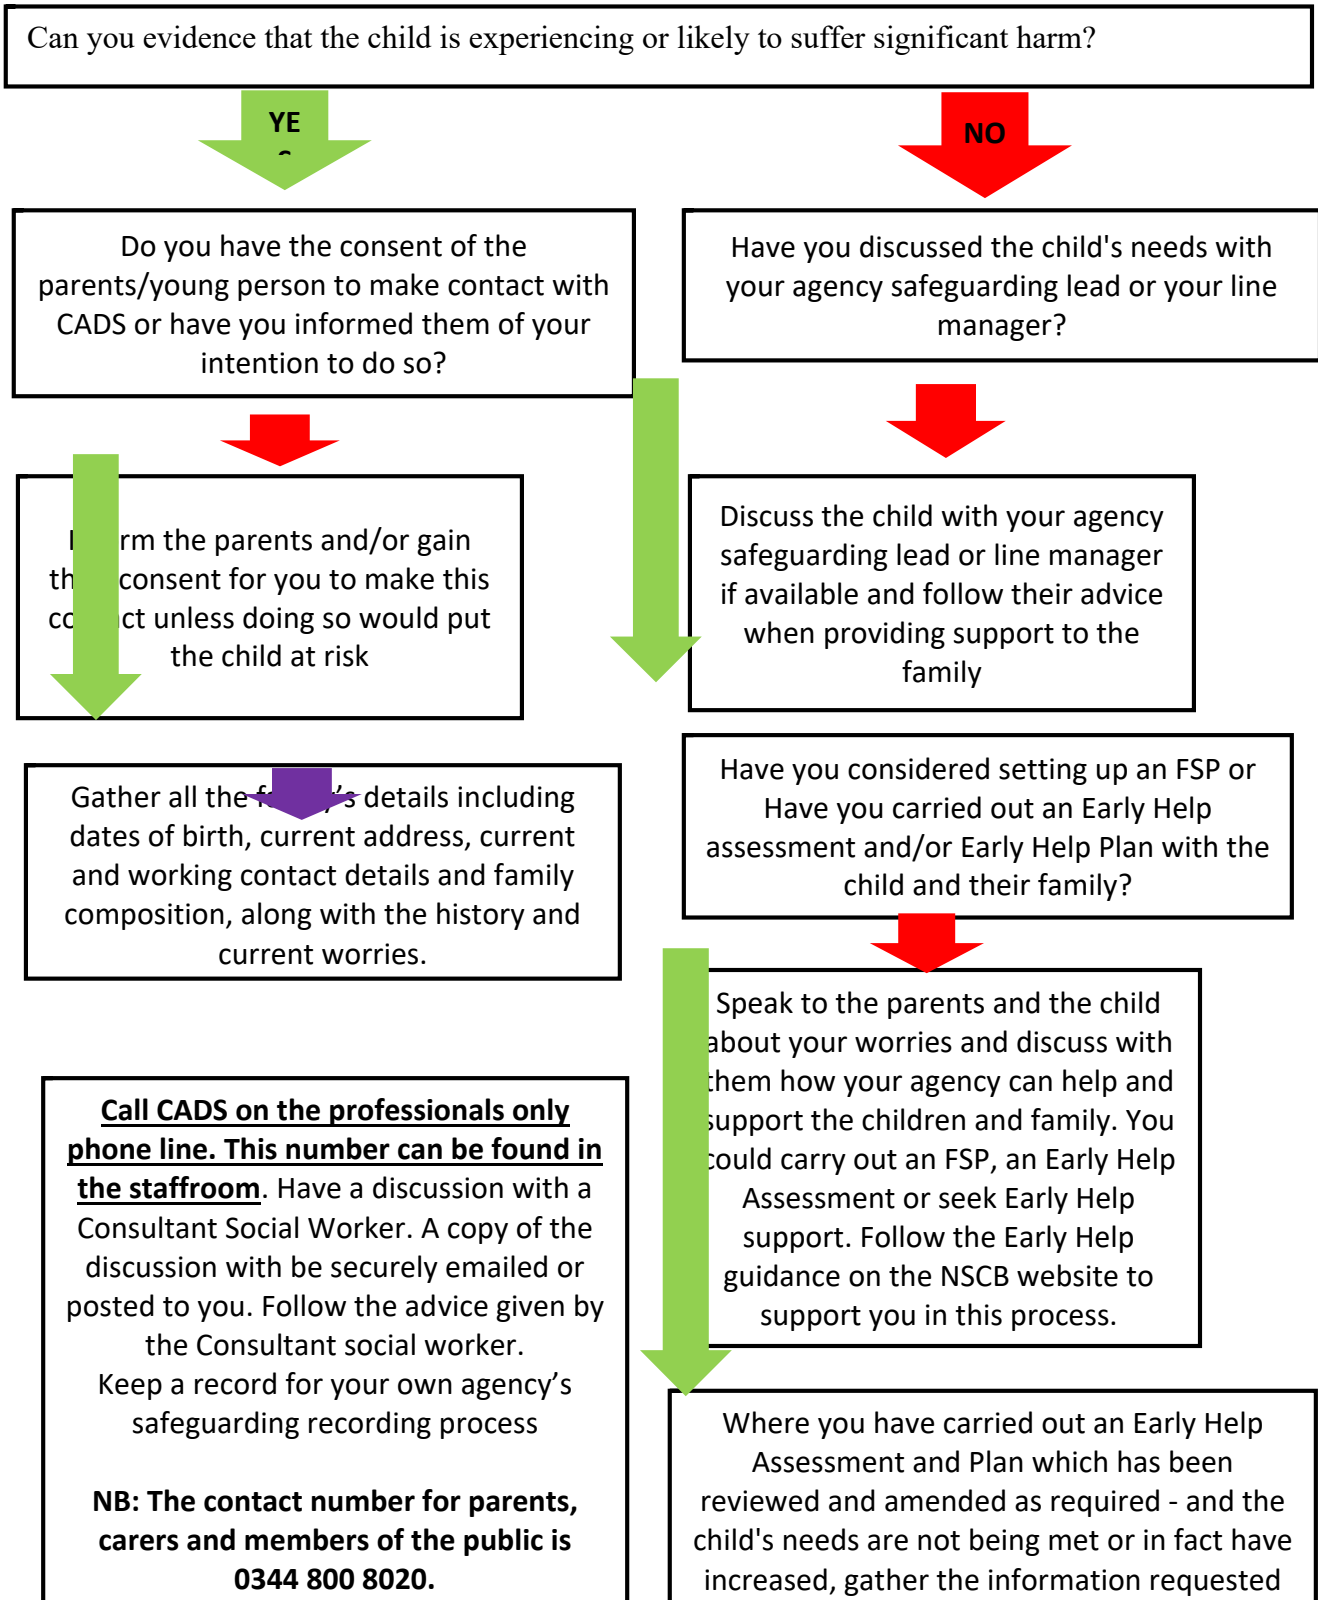 Can you evidence that the child is experiencing or likely to suffer significant harm?
YE
NO
Do you have the consent of the
parents/young person to make contact with
CADS or have you informed them of your
intention to do so?
Have you discussed the child's needs with
your agency safeguarding lead or your line
manager?
the parents and/or gain
consent for you to make this
unless doing so would put
the child at risk
Discuss the child with your agency
safeguarding lead or line manager
if available and follow their advice
when providing support to the
family
Gather all the details including
dates of birth, current address, current
and working contact details and family
composition, along with the history and
current worries.
Have you considered setting up an FSP or
Have you carried out an Early Help
assessment and/or Early Help Plan with the
child and their family?
Speak to the parents and the child
about your worries and discuss with
them how your agency can help and
support the children and family. You
could carry out an FSP, an Early Help
Assessment or seek Early Help
support. Follow the Early Help
guidance on the NSCB website to
support you in this process.
Call CADS on the professionals only
phone line. This number can be found in
the staffroom. Have a discussion with a
Consultant Social Worker. A copy of the
discussion with be securely emailed or
posted to you. Follow the advice given by
the Consultant social worker.
Keep a record for your own agency’s
safeguarding recording process
NB: The contact number for parents,
carers and members of the public is
0344 800 8020.
Where you have carried out an Early Help
Assessment and Plan which has been
reviewed and amended as required - and the
child's needs are not being met or in fact have
increased, gather the information requested